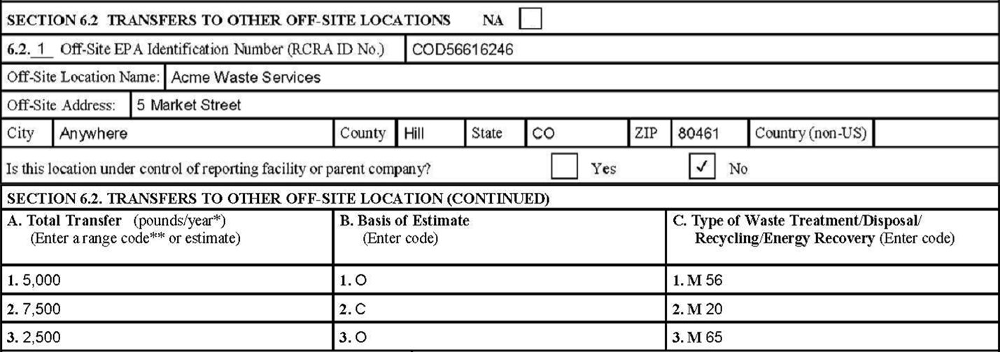 SECTION 6.2 TRANSFERS TO OTHER OFF-SITE LOCATIONS NA
6.2. 1 Off-Site EPA Identification Number (RCRA ID No.) COD56616246
Off-Site Location Name: Acme Waste Services
Off-Site Address: 5 Market Street
City Anywhere County Hill State CO ZIP 80461 Country (non-US)
Is this location under control of reporting facility or parent company? Yes ✓ No
SECTION 6.2. TRANSFERS TO OTHER OFF-SITE LOCATION (CONTINUED)
A. Total Transfer (pounds/year*) B. Basis of Estimate C. Type of Waste Treatment/Disposal/
(Enter a range code** or estimate) (Enter code) Recycling/Energy Recovery (Enter code)
1. 5,000 1. O 1. M 56
2. 7,500 2. C 2. M 20
3. 2,500 3. O 3. M 65